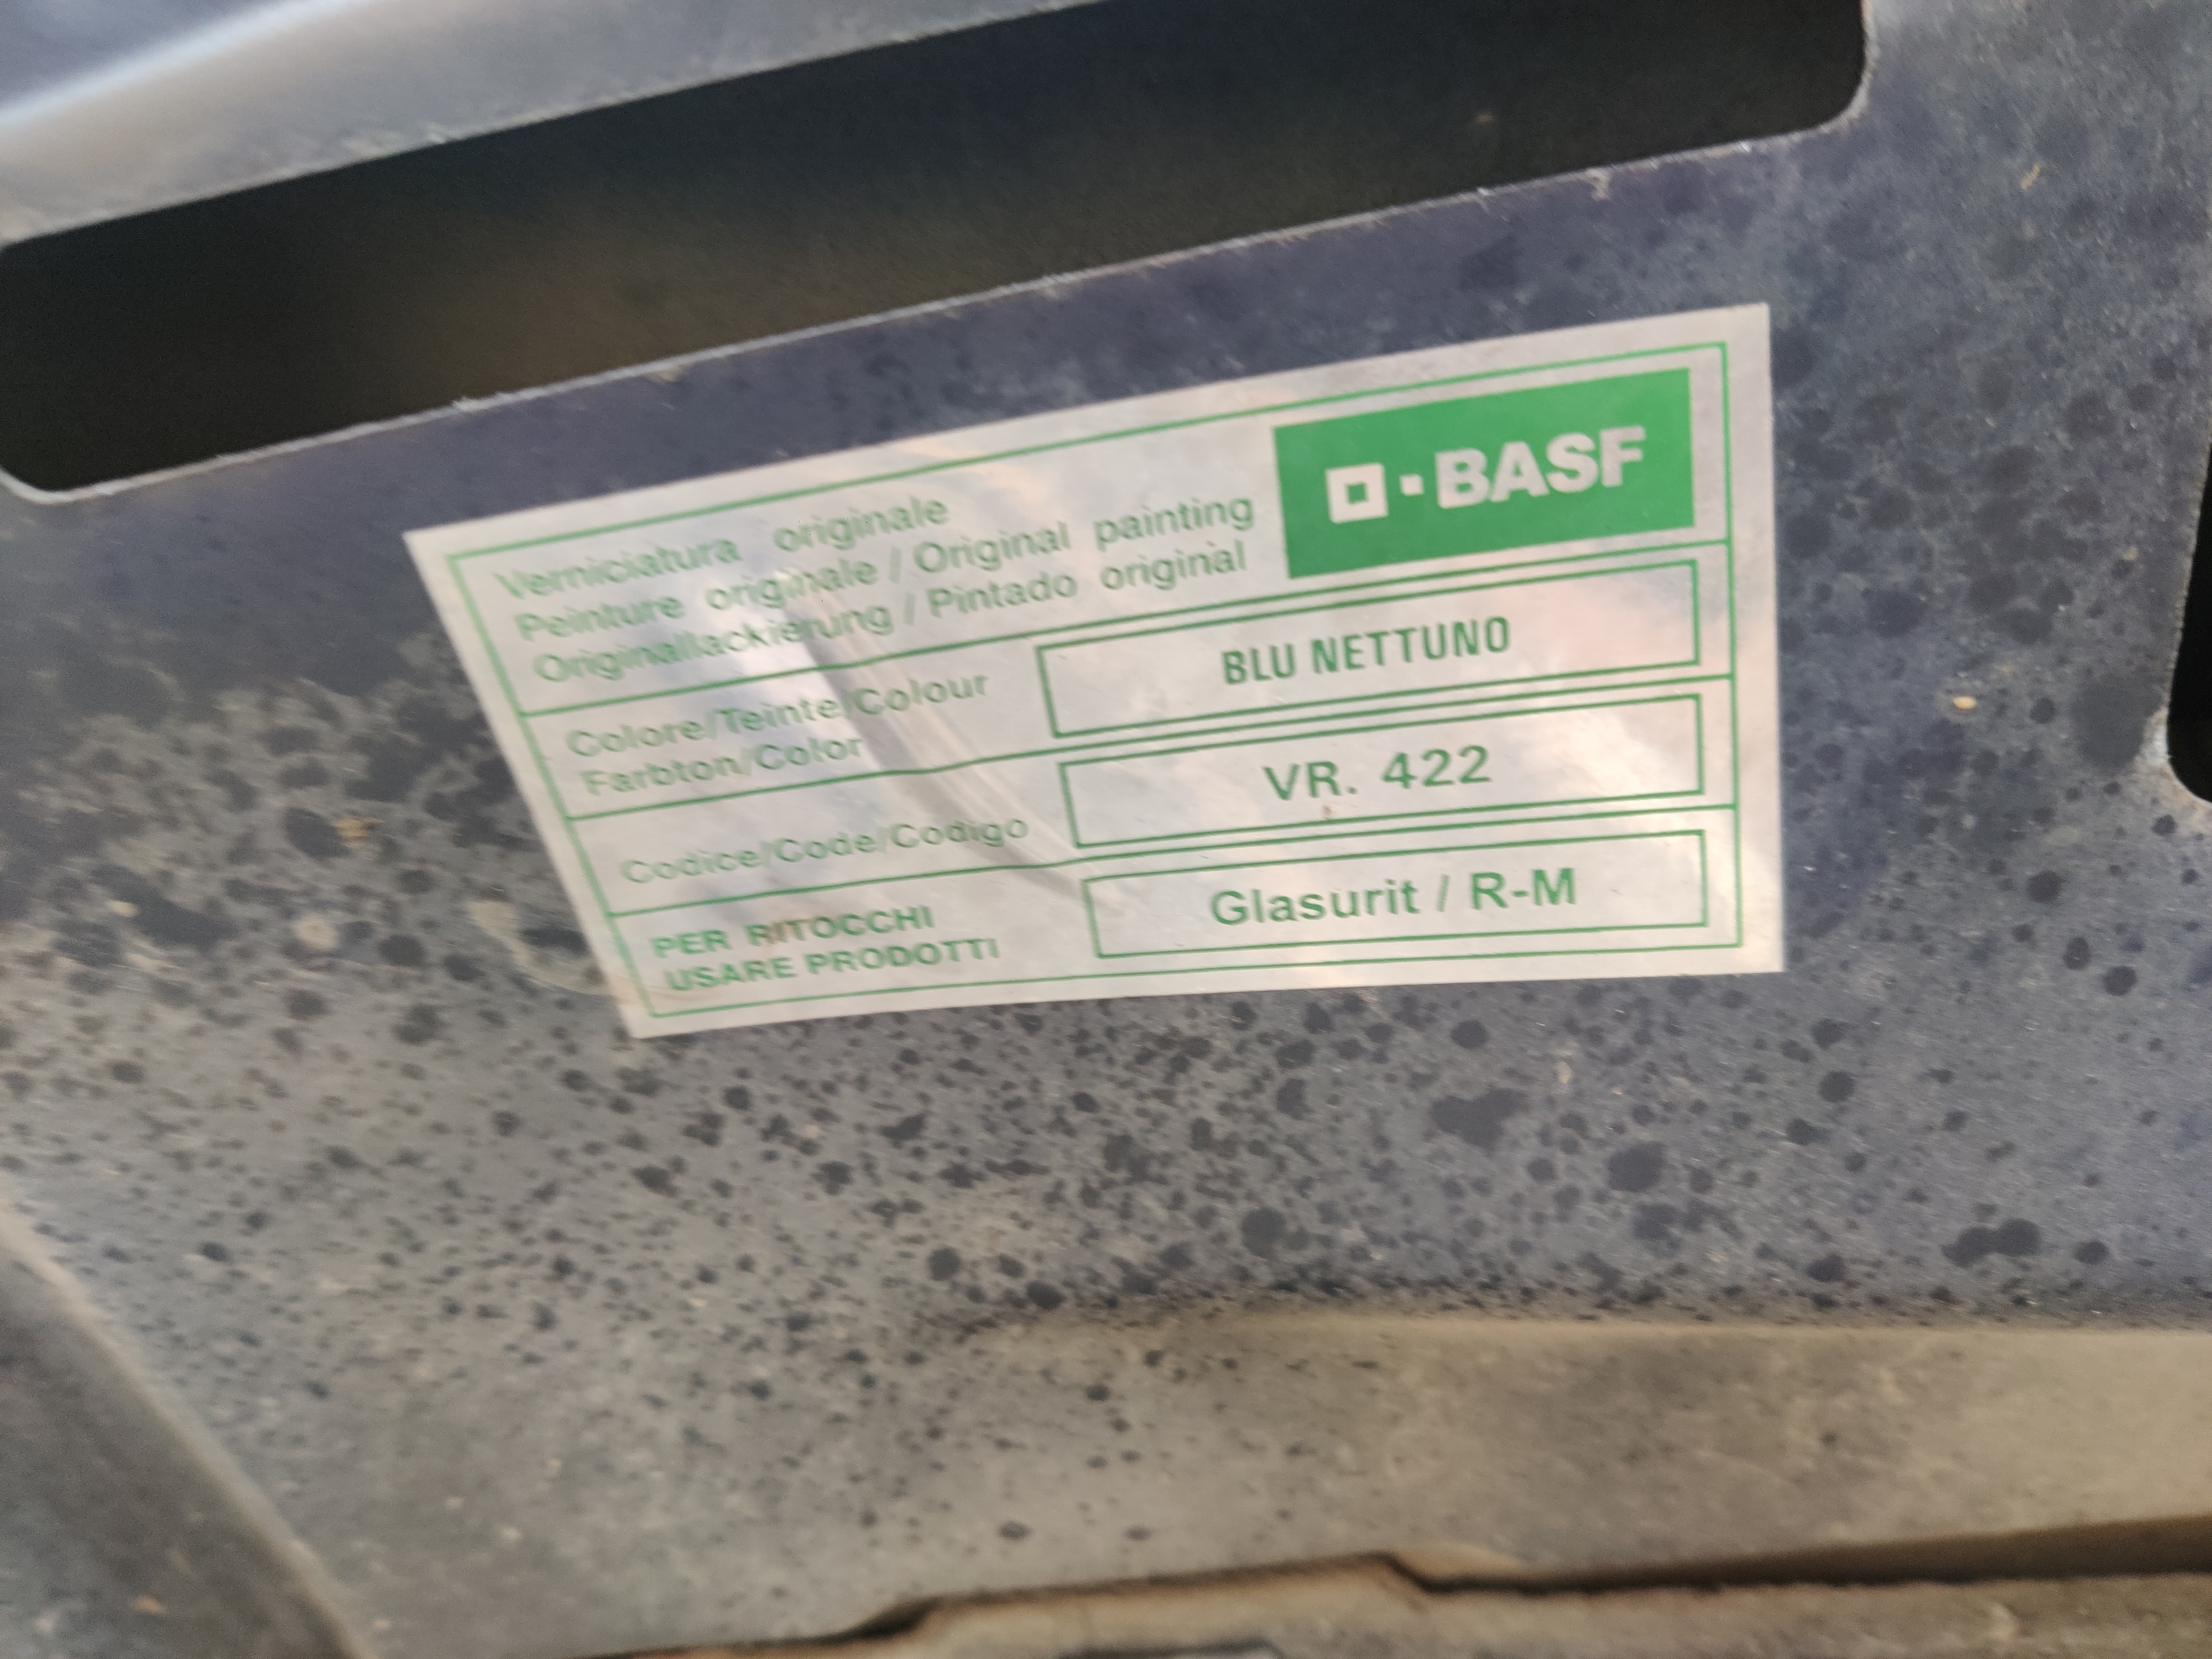 BASF
Verniciatura originale
Peinture originale / Original painting
Originallackierung / Pintado original
Colore/Teinte/Colour
Farbton/Color
BLU NETTUNO
Codice/Code/Codigo
VR. 422
PER RITOCCHI
USARE PRODOTTI
Glasurit / R-M